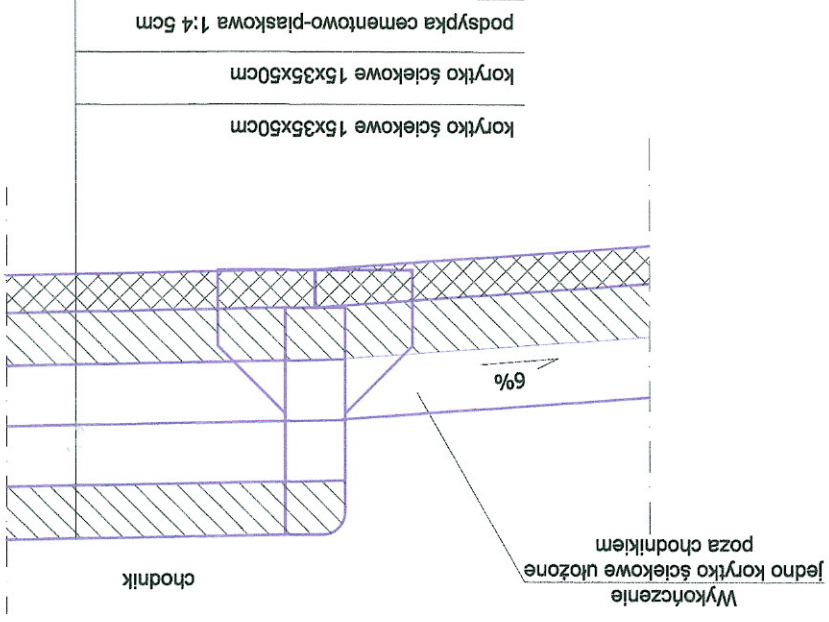 Wykończenie
jedno korytko ściekowe ułożone
poza chodnikiem
chodnik
6%
korytko ściekowe 15x35x50cm
korytko ściekowe 15x35x50cm
podsypka cementowo-piaskowa 1:4 5cm